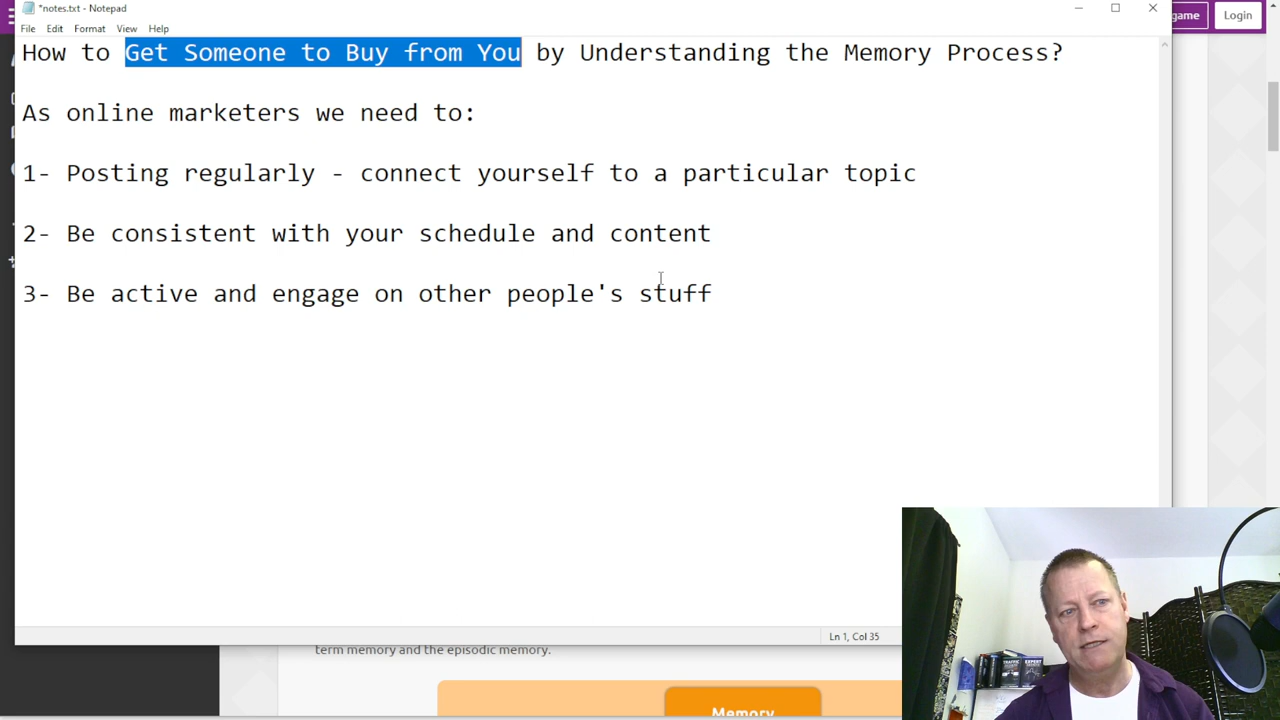 *notes.txt - Notepad
game
Login
File Edit Format View Help
How to Get Someone to Buy from You by Understanding the Memory Process?
As online marketers we need to:
1- Posting regularly - connect yourself to a particular topic
2- Be consistent with your schedule and content
3- Be active and engage on other people's stuff
Ln 1, Col 35
term memory and the episodic memory.
TRAFFIC
EXPERT
Memory